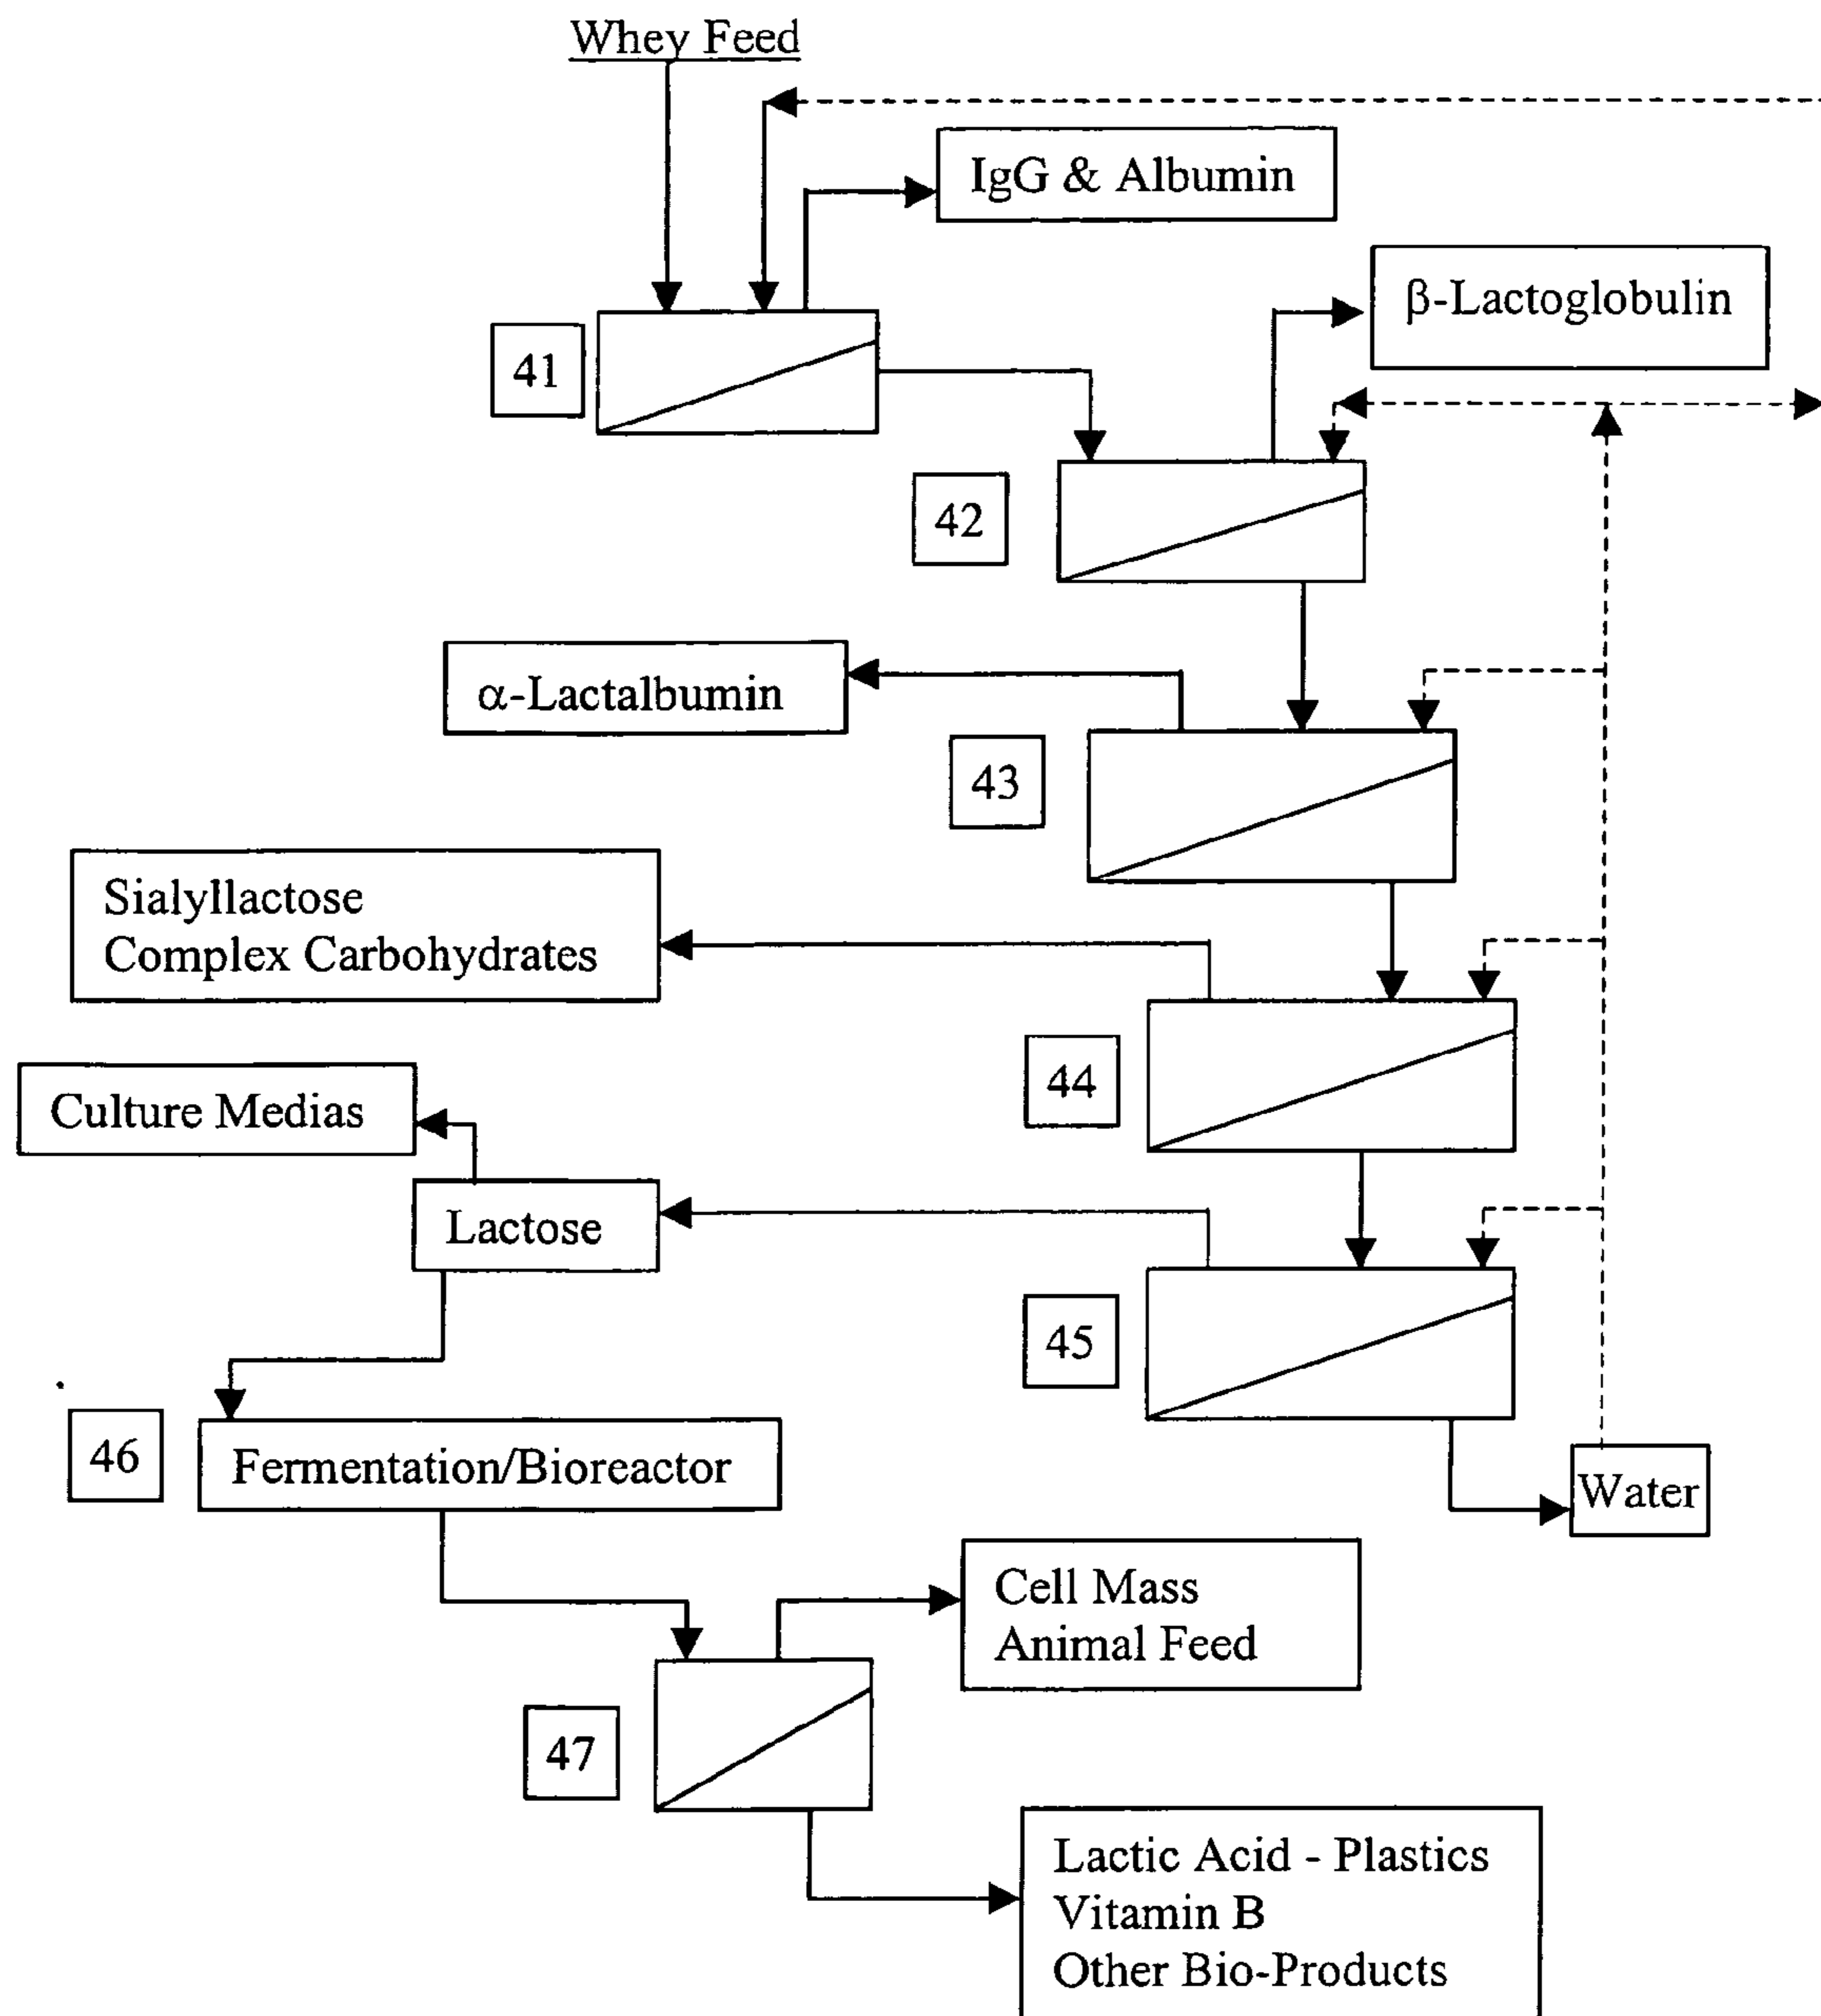 Whey Feed
IgG & Albumin
β-Lactoglobulin
41
42
α-Lactalbumin
43
Sialyllactose
Complex Carbohydrates
44
Culture Medias
Lactose
45
46
Fermentation/Bioreactor
Water
Cell Mass
Animal Feed
47
Lactic Acid - Plastics
Vitamin B
Other Bio-Products